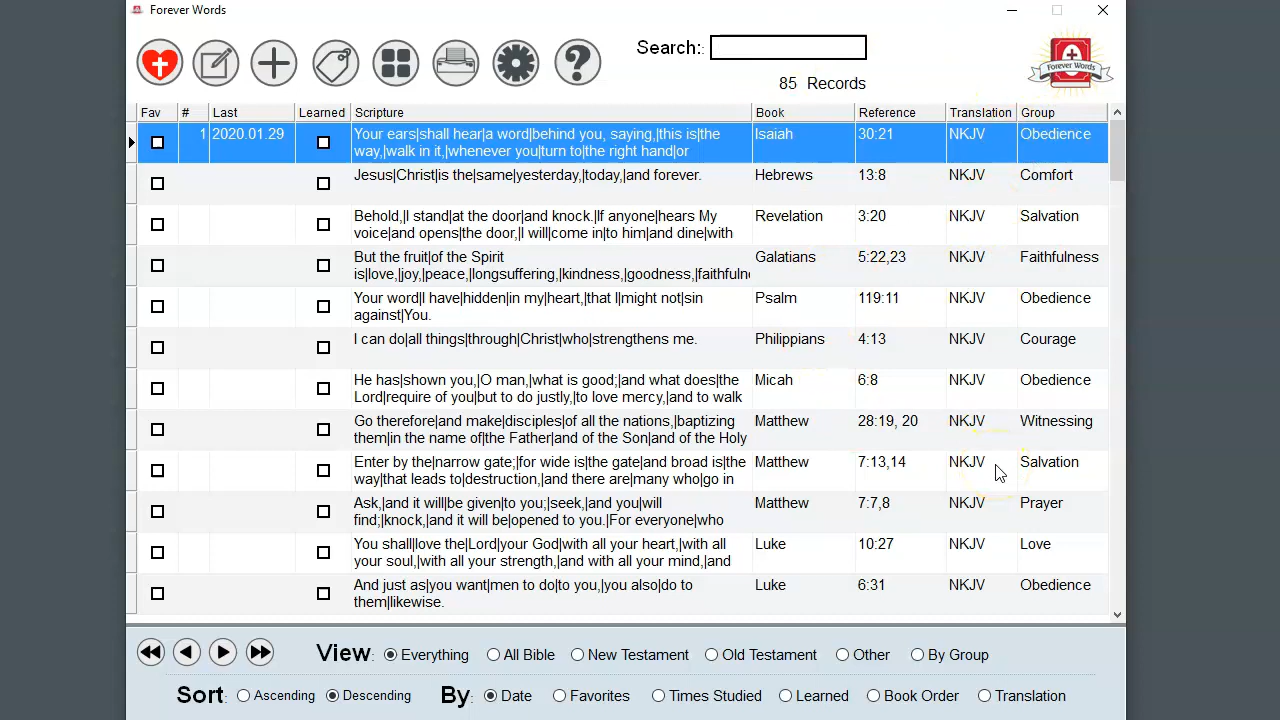 Forever Words
Search:
85 Records
Forever Words
Fav # Last Learned Scripture Book Reference Translation Group
1 2020.01.29 Your ears|shall hear|a word|behind you, saying,|this is|the Isaiah 30:21 NKJV Obedience
way,|walk in it,|whenever you|turn to|the right hand|or
Jesus|Christ|is the|same|yesterday,|today,|and forever. Hebrews 13:8 NKJV Comfort
Behold,|I stand|at the door|and knock.|If anyone|hears My Revelation 3:20 NKJV Salvation
voice|and opens|the door,|I will|come in|to him|and dine|with
But the fruit|of the Spirit Galatians 5:22,23 NKJV Faithfulness
is|love,|joy,|peace,|longsuffering,|kindness,|goodness,|faithfuln
Your word|I have|hidden|in my|heart,|that I|might not|sin Psalm 119:11 NKJV Obedience
against|You.
I can do|all things|through|Christ|who|strengthens me. Philippians 4:13 NKJV Courage
He has|shown you,|O man,|what is good;|and what does|the Micah 6:8 NKJV Obedience
Lord|require of you|but to do justly,|to love mercy,|and to walk
Go therefore|and make|disciples|of all the nations,|baptizing Matthew 28:19, 20 NKJV Witnessing
them|in the name of|the Father|and of the Son|and of the Holy
Enter by the|narrow gate;|for wide is|the gate|and broad is|the Matthew 7:13,14 NKJV Salvation
way|that leads to|destruction,|and there are|many who|go in
Ask,|and it will|be given|to you;|seek,|and you|will Matthew 7:7,8 NKJV Prayer
find;|knock,|and it will be|opened to you.|For everyone|who
You shall|love the|Lord|your God|with all your heart,|with all Luke 10:27 NKJV Love
your soul,|with all your strength,|and with all your mind,|and
And just as|you want|men to do|to you,|you also|do to Luke 6:31 NKJV Obedience
them|likewise.
View: Everything All Bible New Testament Old Testament Other By Group
Sort: Ascending Descending By: Date Favorites Times Studied Learned Book Order Translation